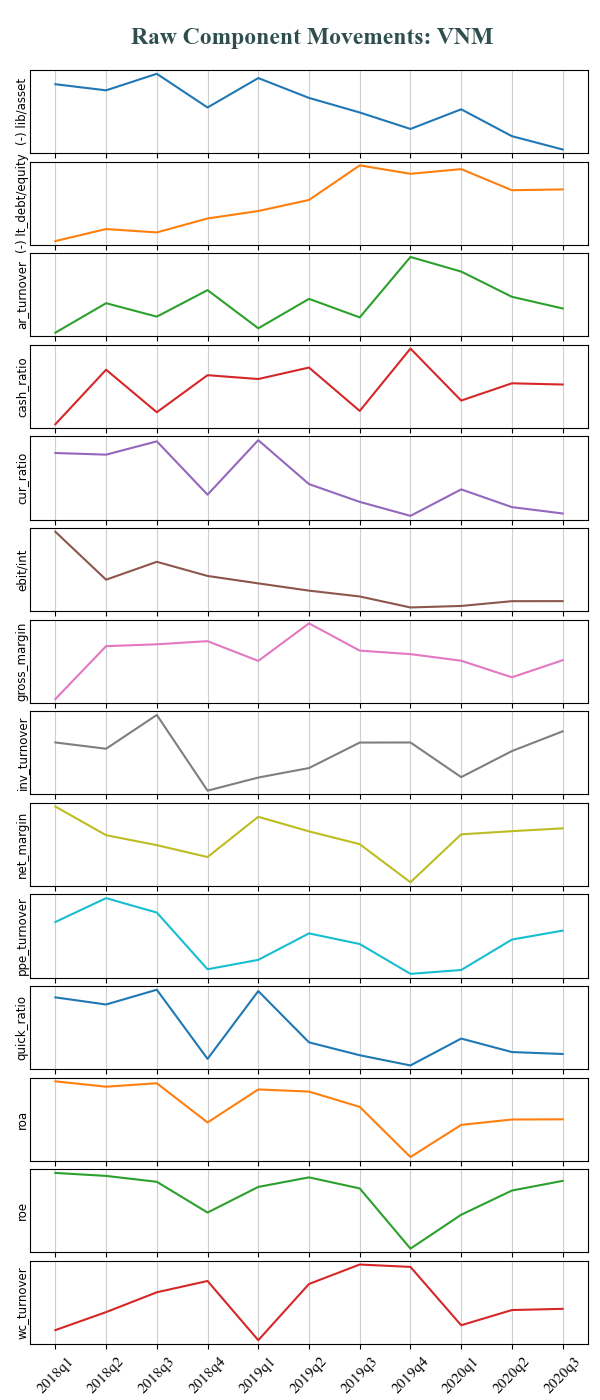 Raw Component Movements: VNM
(-) lib/asset
(-) lt_debt/equity
ar_turnover
cash_ratio
cur_ratio
ebit/int
gross_margin
inv_turnover
net_margin
ppe_turnover
quick_ratio
roa
roe
wc_turnover
2018q1 2018q2 2018q3 2018q4 2019q1 2019q2 2019q3 2019q4 2020q1 2020q2 2020q3